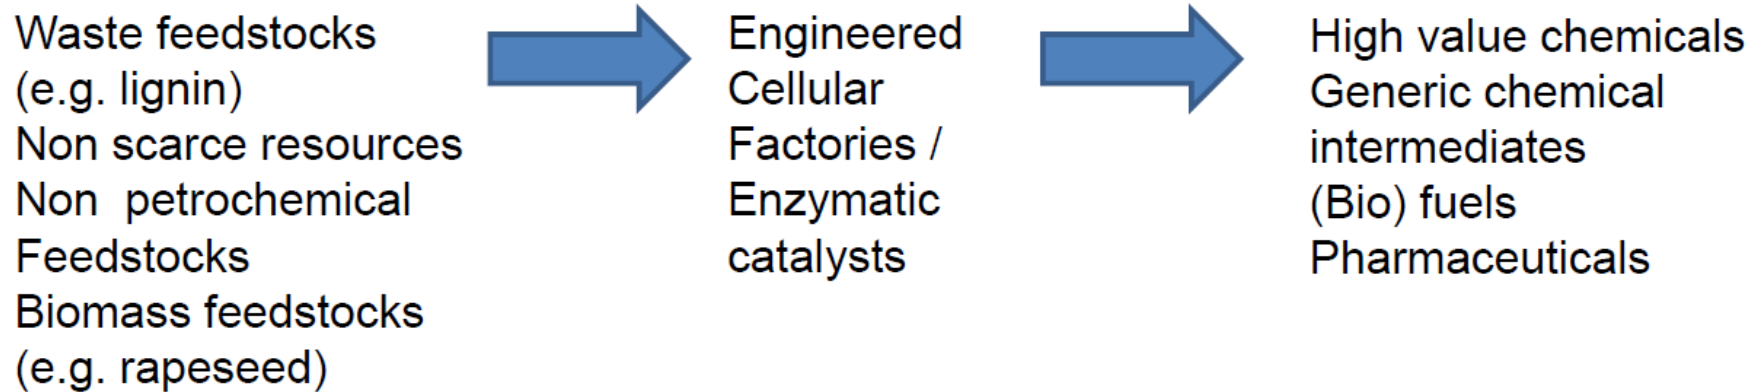 Waste feedstocks
(e.g. lignin)
Non scarce resources
Non  petrochemical
Feedstocks
Biomass feedstocks
(e.g. rapeseed)
Engineered
Cellular
Factories /
Enzymatic
catalysts
High value chemicals
Generic chemical
intermediates
(Bio) fuels
Pharmaceuticals